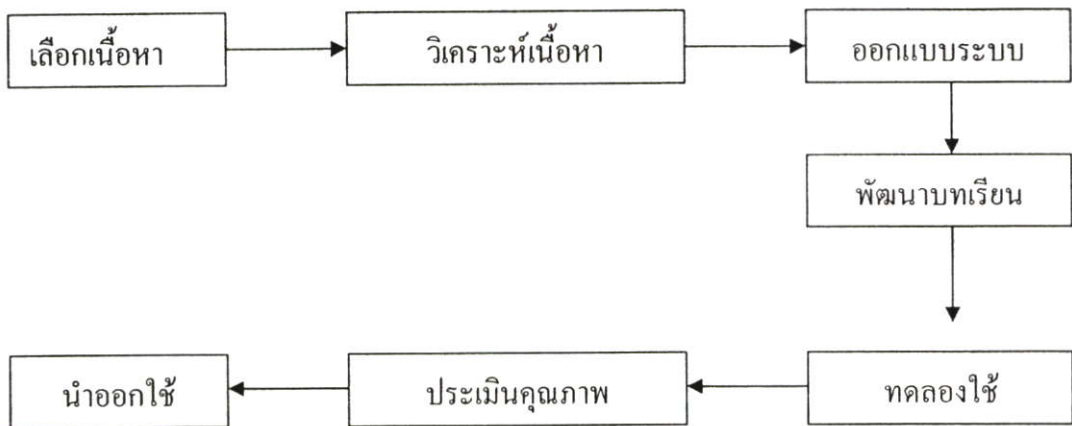 เลือกเนื้อหา
วิเคราะห์เนื้อหา
ออกแบบระบบ
พัฒนาบทเรียน
ทดลองใช้
ประเมินคุณภาพ
นำออกใช้